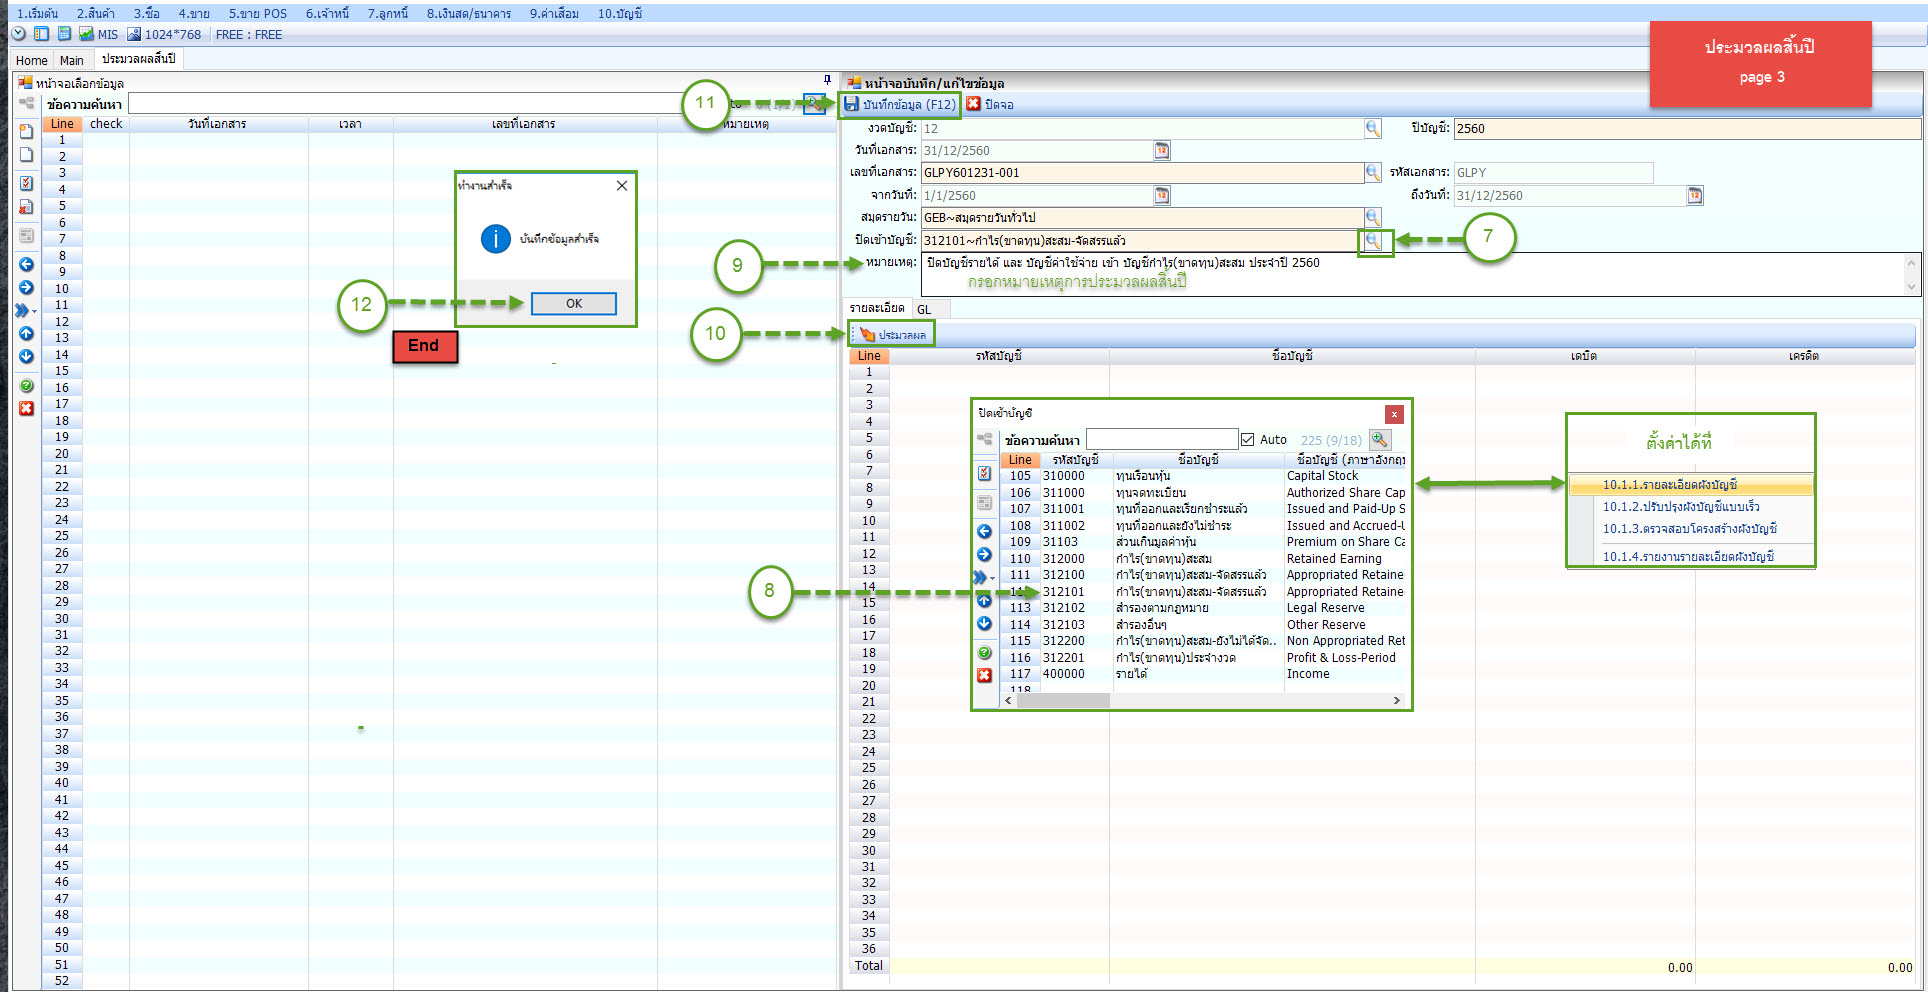 1.เริ่มต้น 2.สินค้า 3.ซื้อ 4.ขาย 5.ขาย POS 6.เจ้าหนี้ 7.ลูกหนี้ 8.เงินสด/ธนาคาร 9.ค่าเสื่อม 10.บัญชี
MIS 1024*768 FREE : FREE
Home Main ประมวลผลสิ้นปี
ประมวลผลสิ้นปี
page 3
หน้าจอเลือกข้อมูล
ข้อความค้นหา
Line check วันที่เอกสาร เวลา เลขที่เอกสาร หมายเหตุ
1
2
3
4
5
6
7
8
9
10
11
12
13
14
15
16
17
18
19
20
21
22
23
24
25
26
27
28
29
30
31
32
33
34
35
36
37
38
39
40
41
42
43
44
45
46
47
48
49
50
51
52
ทำงานสำเร็จ
บันทึกข้อมูลสำเร็จ
OK
12
End
11
หน้าจอบันทึก/แก้ไขข้อมูล
บันทึกข้อมูล (F12) ปิดจอ
งวดบัญชี: 12 ปีบัญชี: 2560
วันที่เอกสาร: 31/12/2560
เลขที่เอกสาร: GLPY601231-001 รหัสเอกสาร: GLPY
จากวันที่: 1/1/2560 ถึงวันที่: 31/12/2560
สมุดรายวัน: GEB~สมุดรายวันทั่วไป
ปิดเข้าบัญชี: 312101~กำไร(ขาดทุน)สะสม-จัดสรรแล้ว
7
9
หมายเหตุ: ปิดบัญชีรายได้ และ บัญชีค่าใช้จ่าย เข้า บัญชีกำไร(ขาดทุน)สะสม ประจำปี 2560
กรอกหมายเหตุการประมวลผลสิ้นปี
รายละเอียด GL
10
ประมวลผล
Line รหัสบัญชี ชื่อบัญชี เดบิต เครดิต
1
2
3
4
5
6
7
8
9
10
11
12
13
14
15
16
17
18
19
20
21
22
23
24
25
26
27
28
29
30
31
32
33
34
35
36
Total 0.00 0.00
ปิดเข้าบัญชี
x
ข้อความค้นหา Auto 225 (9/18)
Line รหัสบัญชี ชื่อบัญชี ชื่อบัญชี (ภาษาอังกฤษ
105 310000 ทุนเรือนหุ้น Capital Stock
106 311000 ทุนจดทะเบียน Authorized Share Cap
107 311001 ทุนที่ออกและเรียกชำระแล้ว Issued and Paid-Up S
108 311002 ทุนที่ออกและยังไม่ชำระ Issued and Accrued-U
109 31103 ส่วนเกินมูลค่าหุ้น Premium on Share Ca
110 312000 กำไร(ขาดทุน)สะสม Retained Earning
111 312100 กำไร(ขาดทุน)สะสม-จัดสรรแล้ว Appropriated Retaine
312101 กำไร(ขาดทุน)สะสม-จัดสรรแล้ว Appropriated Retaine
113 312102 สำรองตามกฎหมาย Legal Reserve
114 312103 สำรองอื่นๆ Other Reserve
115 312200 กำไร(ขาดทุน)สะสม-ยังไม่ได้จัด.. Non Appropriated Ret
116 312201 กำไร(ขาดทุน)ประจำงวด Profit & Loss-Period
117 400000 รายได้ Income
118
8
ตั้งค่าได้ที่
10.1.1.รายละเอียดผังบัญชี
10.1.2.ปรับปรุงผังบัญชีแบบเร็ว
10.1.3.ตรวจสอบโครงสร้างผังบัญชี
10.1.4.รายงานรายละเอียดผังบัญชี